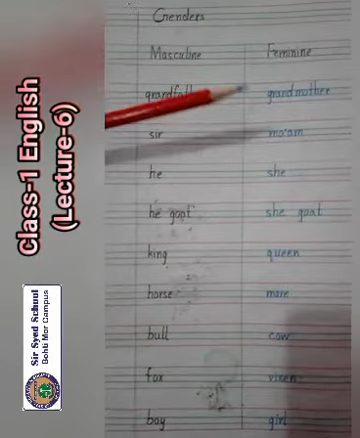 Class-1 English
(Lecture-6)
Sir Syed School
Bohti Mor Campus
Genders
Masculine Feminine
grandfat grandmother
sir ma'am
he she
he goat she goat
king queen
horse mare
bull cow
fox vixen
boy girl